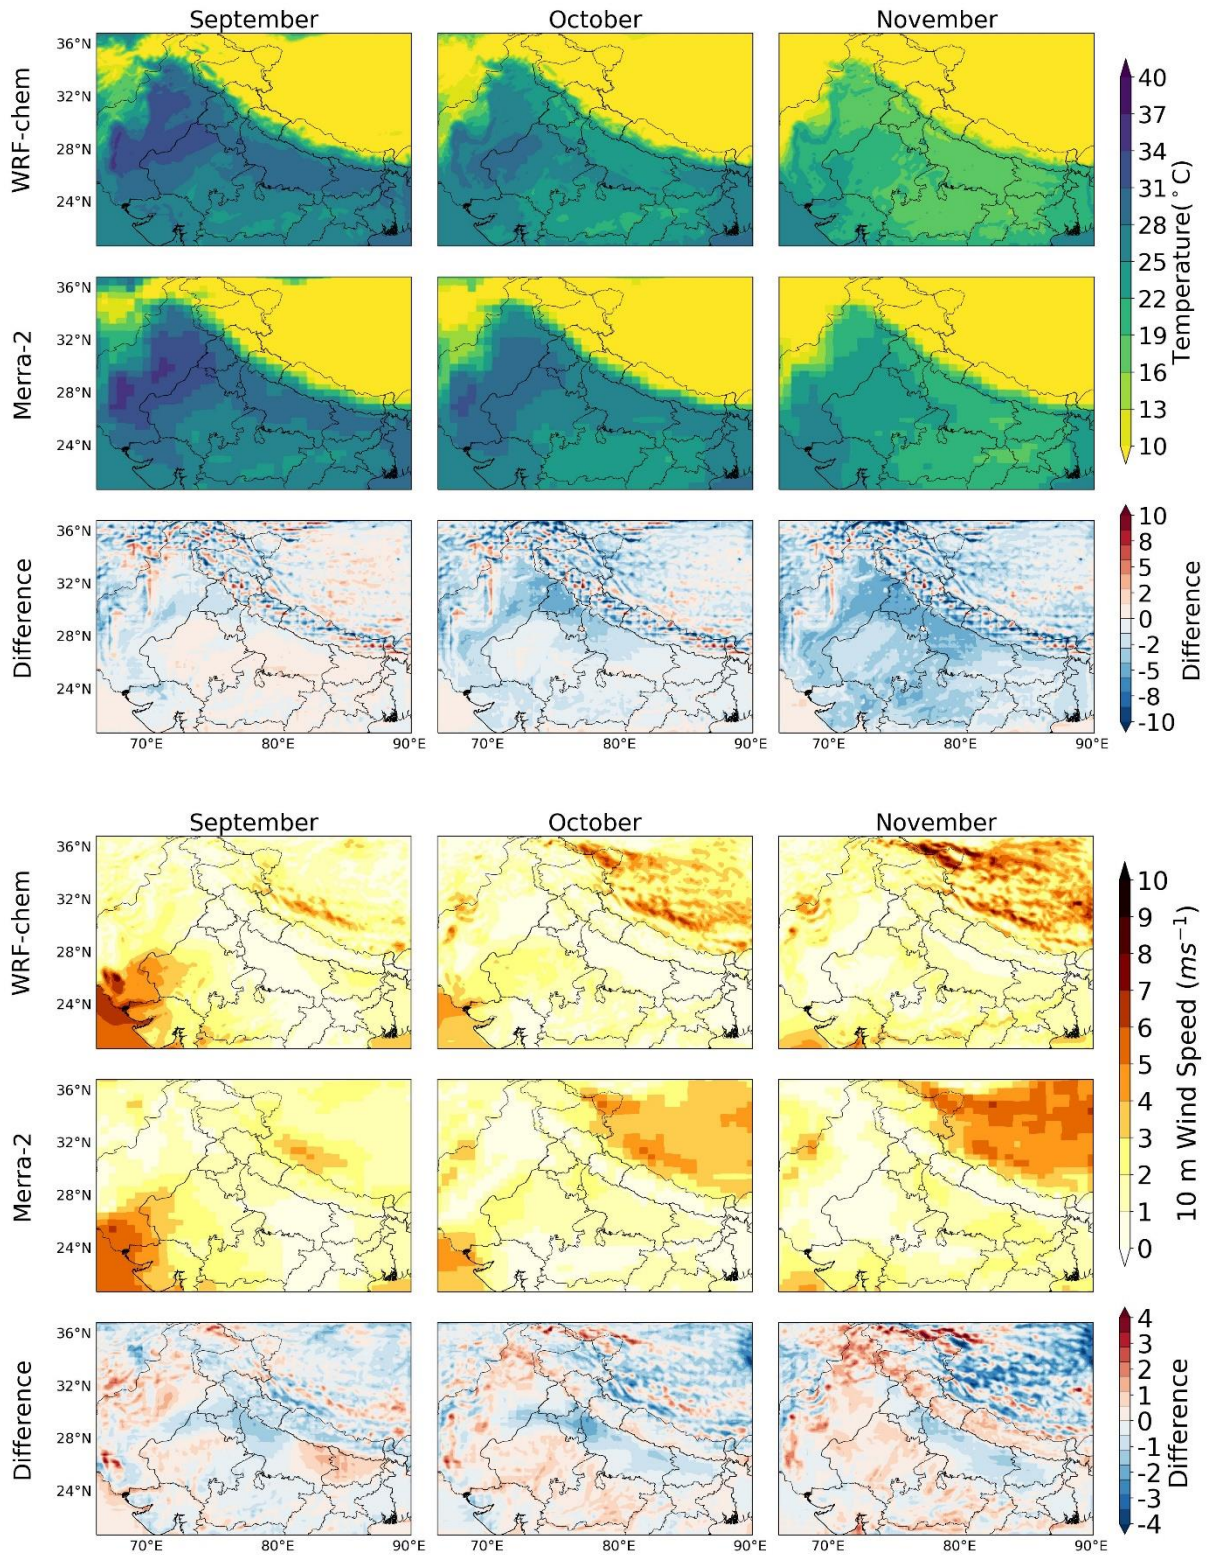 September October November
WRF-chem
36°N
32°N
28°N
24°N
Merra-2
36°N
32°N
28°N
24°N
40
37
34
31
28
25
22
19
16
13
10
Temperature(°C)
Difference
36°N
32°N
28°N
24°N
70°E 80°E 90°E 70°E 80°E 90°E 70°E 80°E 90°E
10
8
5
2
0
-2
-5
-8
-10
Difference
September October November
WRF-chem
36°N
32°N
28°N
24°N
Merra-2
36°N
32°N
28°N
24°N
10
9
8
7
6
5
4
3
2
1
0
10 m Wind Speed (ms⁻¹)
Difference
36°N
32°N
28°N
24°N
70°E 80°E 90°E 70°E 80°E 90°E 70°E 80°E 90°E
4
3
2
1
0
-1
-2
-3
-4
Difference